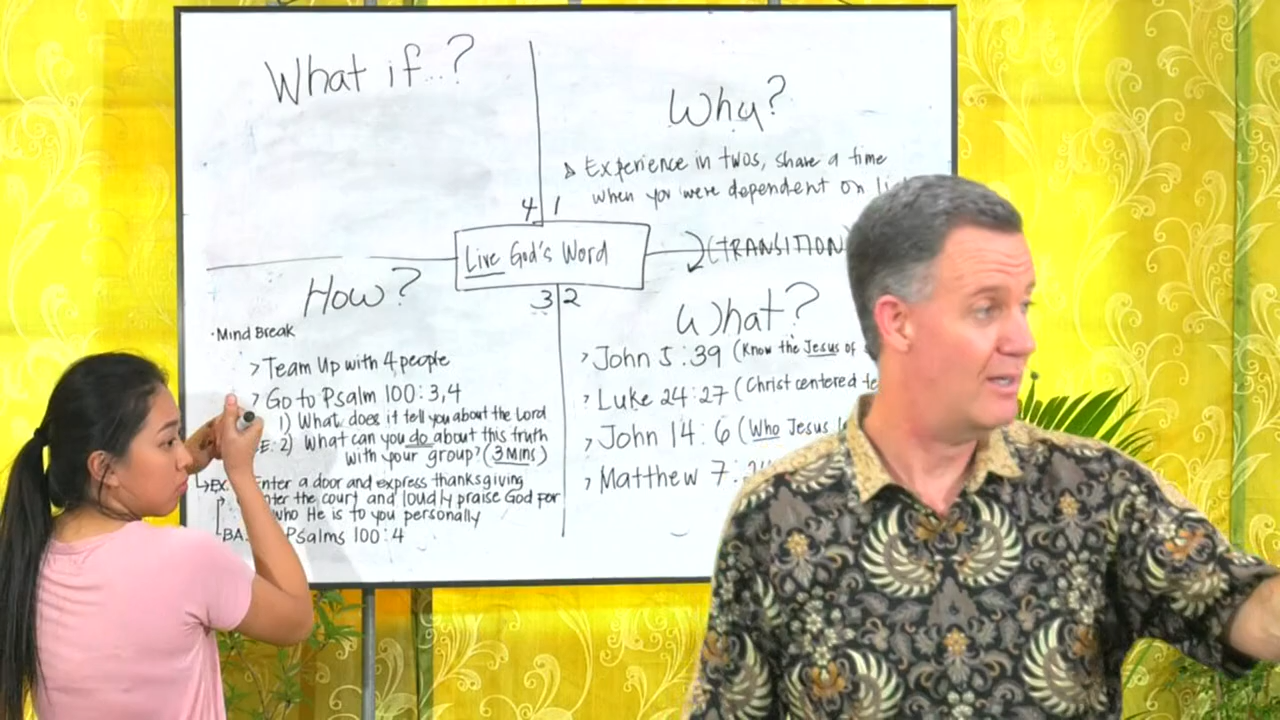 What if...?
Why?
Experience in twos, share a time
when you were dependent on
4 1
Live God's Word
(TRANSITION
3 2
How?
• Mind Break
> Team Up with 4 people
> Go to Psalm 100:3,4
1) What does it tell you about the Lord
E: 2) What can you do about this truth
with your group? (3 Mins)
EX. Enter a door and express thanksgiving
the court and loudly praise God for
who He is to you personally
BA. Psalms 100:4
What?
> John 5:39 (Know the Jesus of
> Luke 24:27 (Christ centered
> John 14:6 (Who Jesus
> Matthew 7: